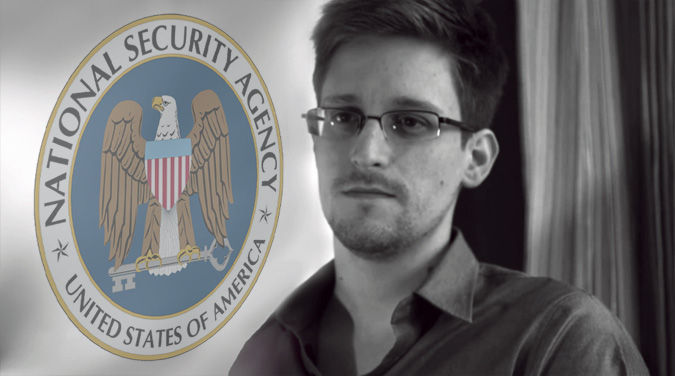 NATIONAL SECURITY AGENCY
UNITED STATES OF AMERICA